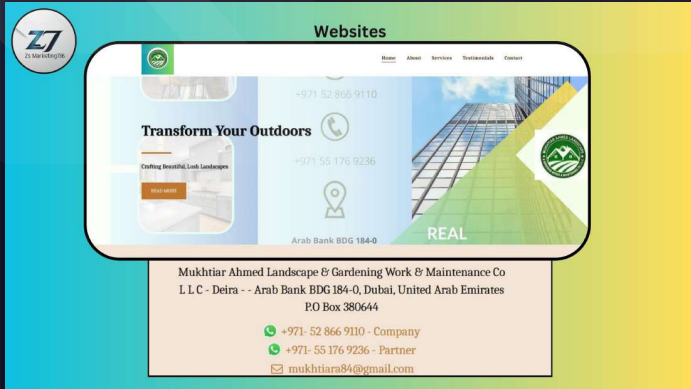 Websites
Z7
Zs Marketing786
Home About Services Testimonials Contact
+971 52 866 9110
Transform Your Outdoors
+971 55 176 9236
Crafting Beautiful, Lush Landscapes
READ MORE
Arab Bank BDG 184-0
REAL
Mukhtiar Ahmed Landscape & Gardening Work & Maintenance Co
L L C - Deira - - Arab Bank BDG 184-0, Dubai, United Arab Emirates
P.O Box 380644
+971- 52 866 9110 - Company
+971- 55 176 9236 - Partner
mukhtiara84@gmail.com